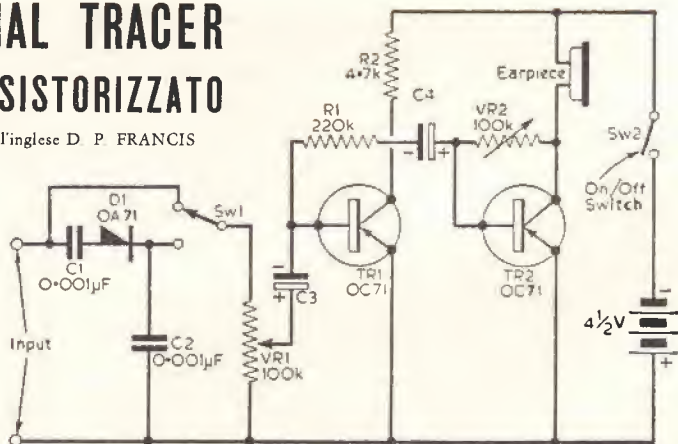 NAL TRACER
SISTORIZZATO
l'inglese D. P. FRANCIS
R2
4·7k
Earpiece
C4
R1
220k
VR2
100k
Sw2
On/Off
Switch
D1
OA71
Sw1
C1
0·001μF
TR1
OC71
TR2
OC71
C3
4½V
Input
C2
0·001μF
VR1
100k